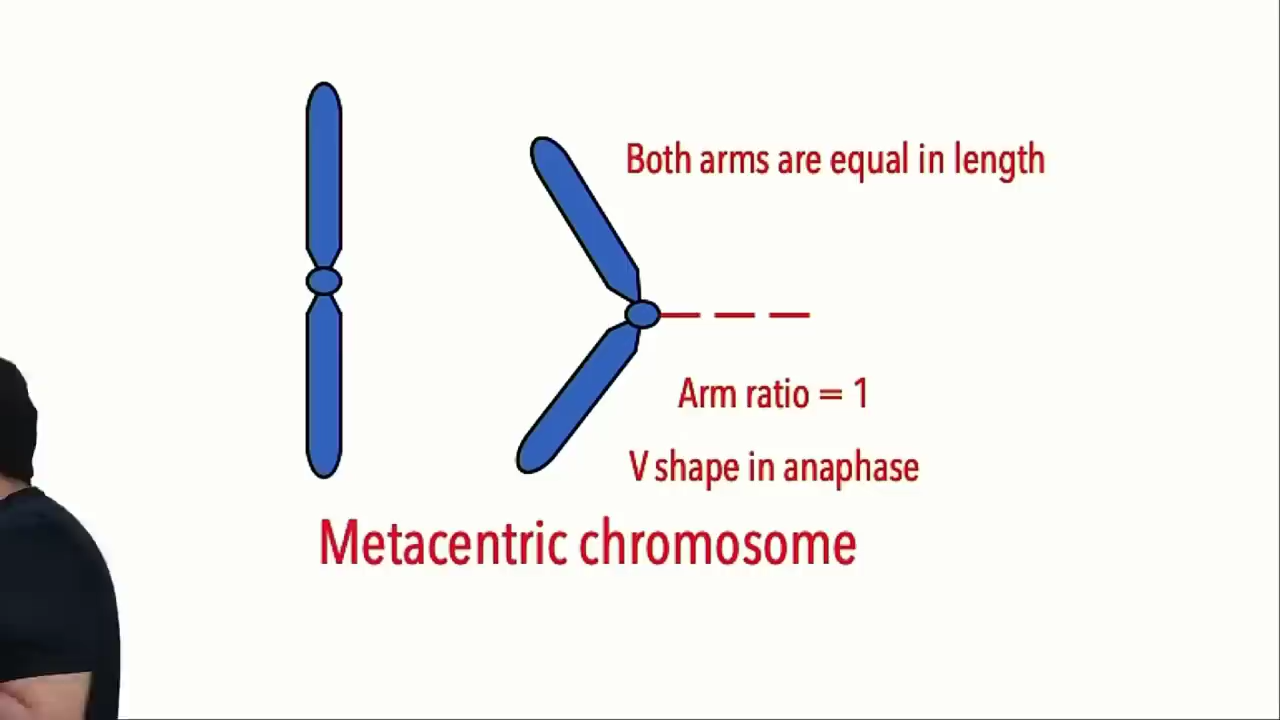 Both arms are equal in length
Arm ratio = 1
V shape in anaphase
Metacentric chromosome